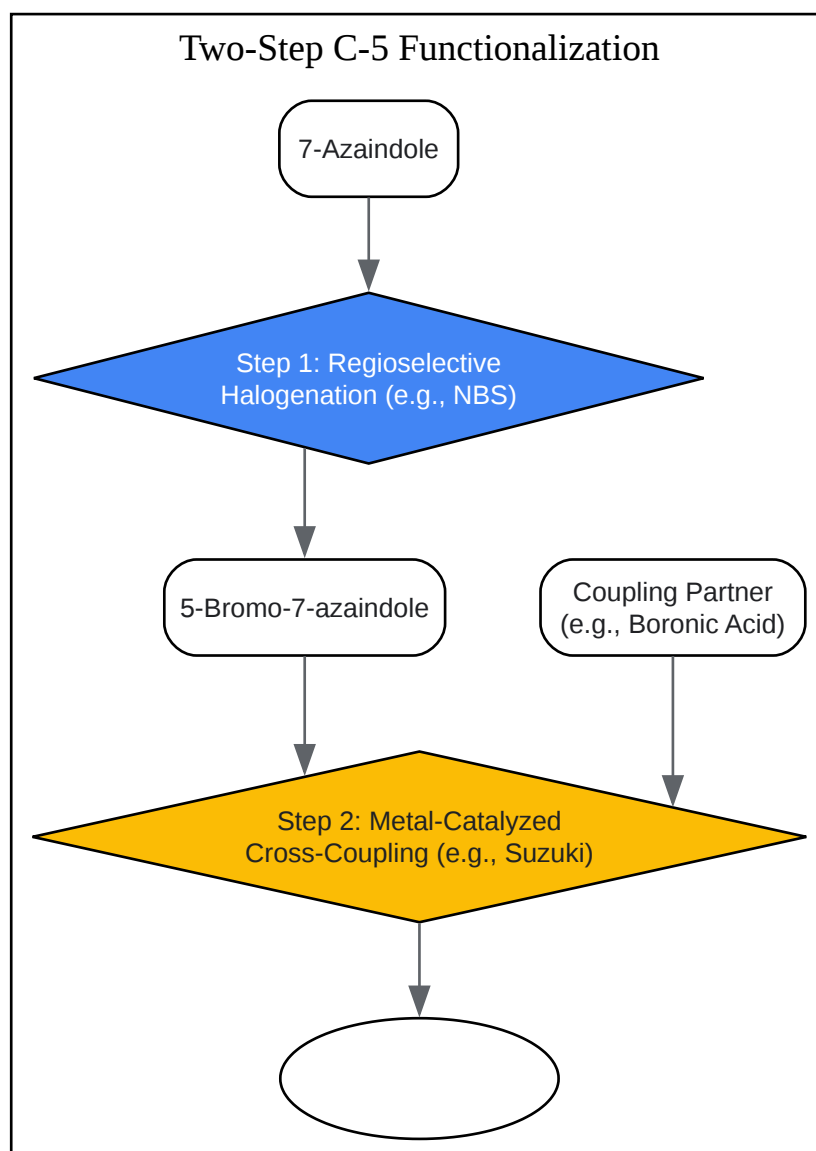 Two-Step C-5 Functionalization
7-Azaindole
Step 1: Regioselective
Halogenation (e.g., NBS)
5-Bromo-7-azaindole
Coupling Partner
(e.g., Boronic Acid)
Step 2: Metal-Catalyzed
Cross-Coupling (e.g., Suzuki)